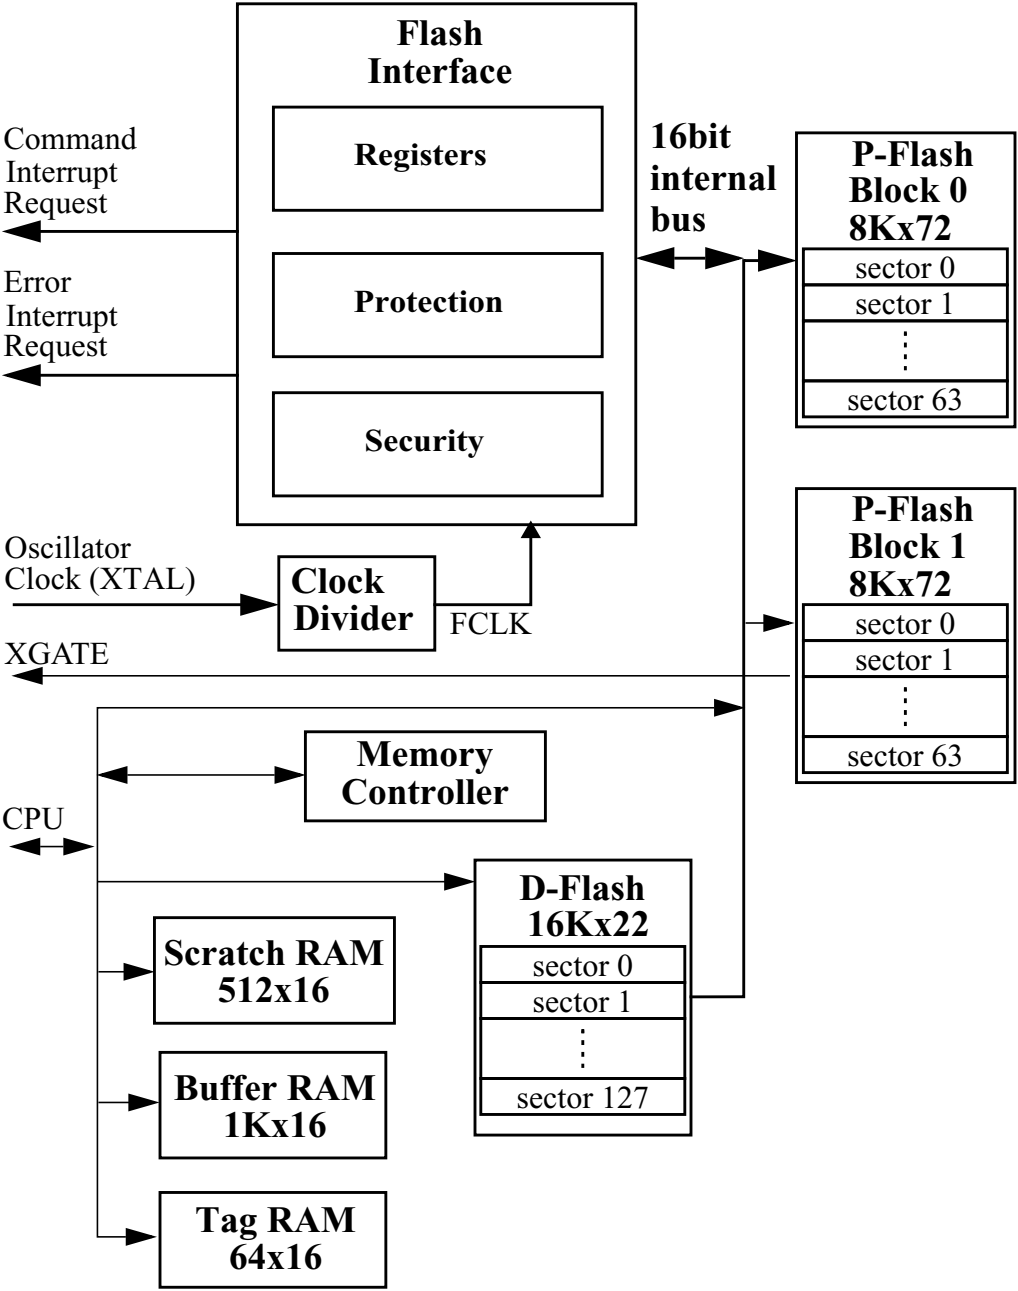 Flash
Interface
Registers
Protection
Security
Command
Interrupt
Request
Error
Interrupt
Request
16bit
internal
bus
P-Flash
Block 0
8Kx72
sector 0
sector 1
sector 63
Oscillator
Clock (XTAL)
Clock
Divider
FCLK
XGATE
P-Flash
Block 1
8Kx72
sector 0
sector 1
sector 63
Memory
Controller
CPU
D-Flash
16Kx22
sector 0
sector 1
sector 127
Scratch RAM
512x16
Buffer RAM
1Kx16
Tag RAM
64x16